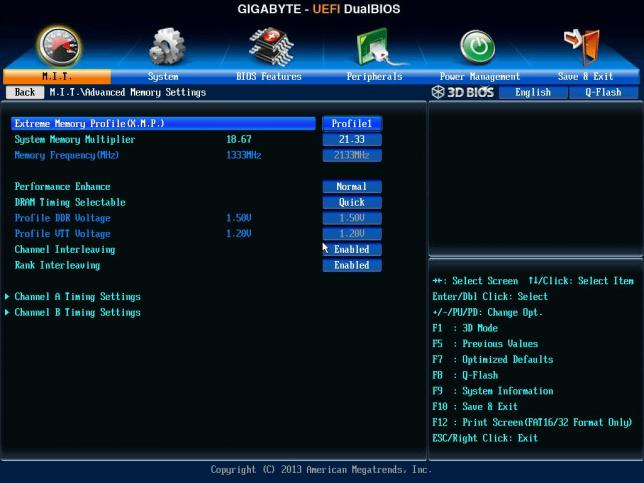 GIGABYTE - UEFI DualBIOS
M.I.T. System BIOS Features Peripherals Power Management Save & Exit
Back M.I.T.\Advanced Memory Settings 3D BIOS English Q-Flash
Extreme Memory Profile(X.M.P.) Profile1
System Memory Multiplier 18.67 21.33
Memory Frequency(MHz) 1333MHz 2133MHz
Performance Enhance Normal
DRAM Timing Selectable Quick
Profile DDR Voltage 1.50V 1.50V
Profile VTT Voltage 1.20V 1.20V
Channel Interleaving Enabled
Rank Interleaving Enabled
Channel A Timing Settings
Channel B Timing Settings
→←: Select Screen ↑↓/Click: Select Item
Enter/Dbl Click: Select
+/-/PU/PD: Change Opt.
F1 : 3D Mode
F5 : Previous Values
F7 : Optimized Defaults
F8 : Q-Flash
F9 : System Information
F10 : Save & Exit
F12 : Print Screen(FAT16/32 Format Only)
ESC/Right Click: Exit
Copyright (C) 2013 American Megatrends, Inc.